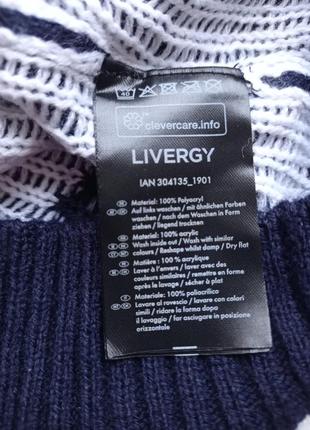 clevercare.info
LIVERGY
IAN 304135_1901
Material: 100% Polyacryl
Auf links waschen / mit ähnlichen Farben
waschen / nach dem Waschen in Form
ziehen / liegend trocknen
Material: 100% acrylic
Wash inside out / Wash with similar
colours / Reshape whilst damp / Dry flat
Matière : 100 % acrylique
Laver à l'envers / laver avec des
couleurs similaires / remettre en forme
après le lavage / sécher à plat
Materiale: 100% poliacrilico
Lavare al rovescio / lavare con colori
simili / ridare la forma dopo
il lavaggio / far asciugare in posizione
orizzontale